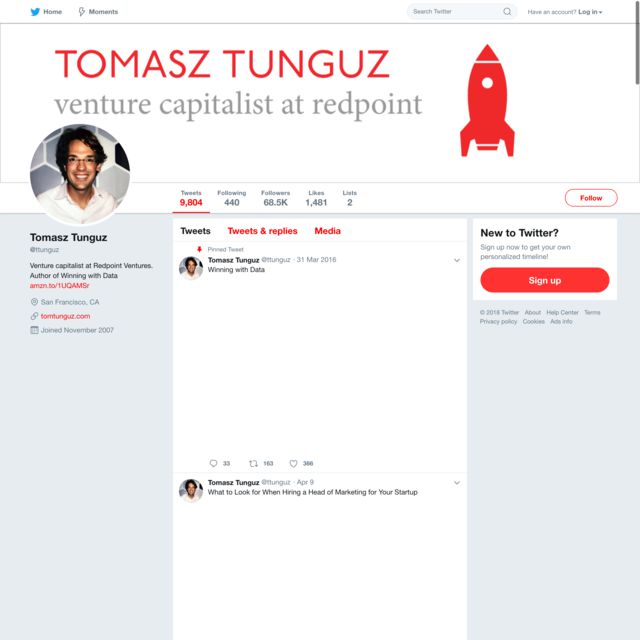 Home Moments Search Twitter Have an account? Log in
TOMASZ TUNGUZ
venture capitalist at redpoint
Tweets Following Followers Likes Lists
9,804 440 68.5K 1,481 2
Follow
Tomasz Tunguz
@ttunguz
Venture capitalist at Redpoint Ventures.
Author of Winning with Data
amzn.to/1UQAMSr
San Francisco, CA
tomtunguz.com
Joined November 2007
Tweets Tweets & replies Media
Pinned Tweet
Tomasz Tunguz @ttunguz · 31 Mar 2016
Winning with Data
33 163 366
Tomasz Tunguz @ttunguz · Apr 9
What to Look for When Hiring a Head of Marketing for Your Startup
New to Twitter?
Sign up now to get your own
personalized timeline!
Sign up
© 2018 Twitter About Help Center Terms
Privacy policy Cookies Ads info